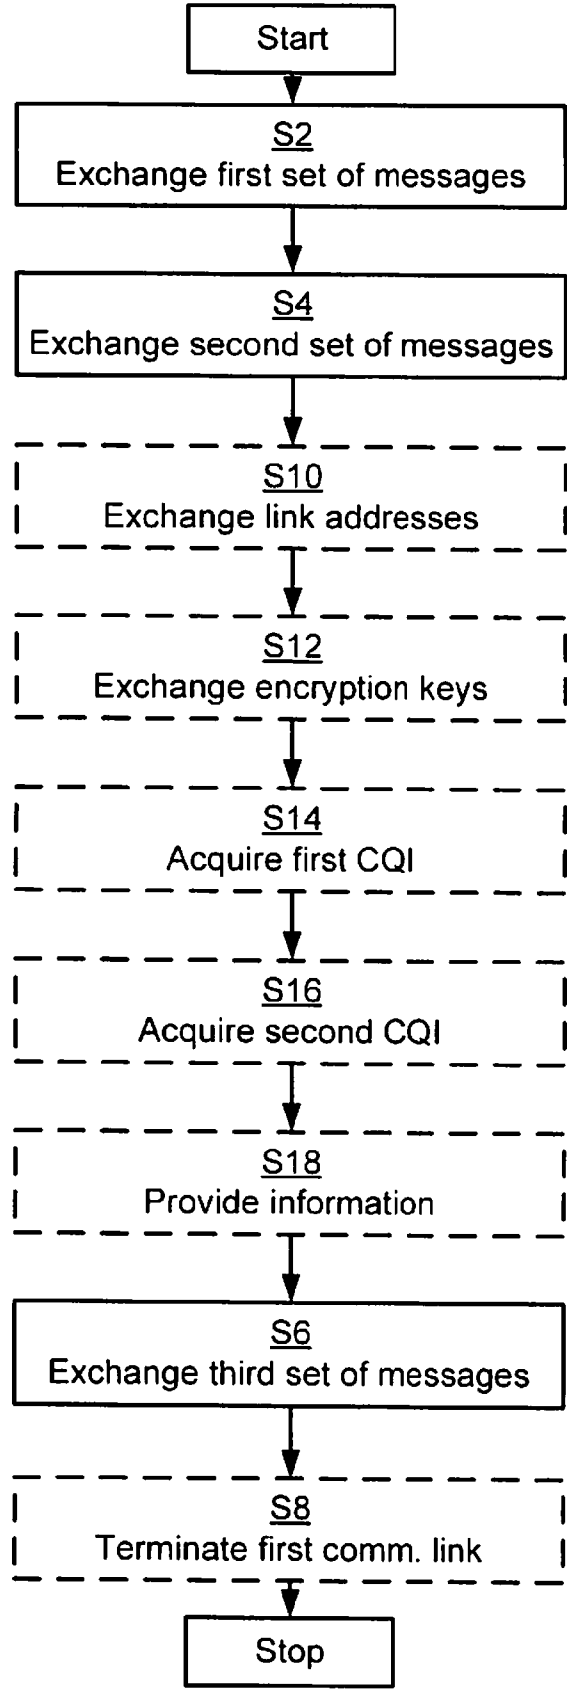 Start
S2
Exchange first set of messages
S4
Exchange second set of messages
S10
Exchange link addresses
S12
Exchange encryption keys
S14
Acquire first CQI
S16
Acquire second CQI
S18
Provide information
S6
Exchange third set of messages
S8
Terminate first comm. link
Stop